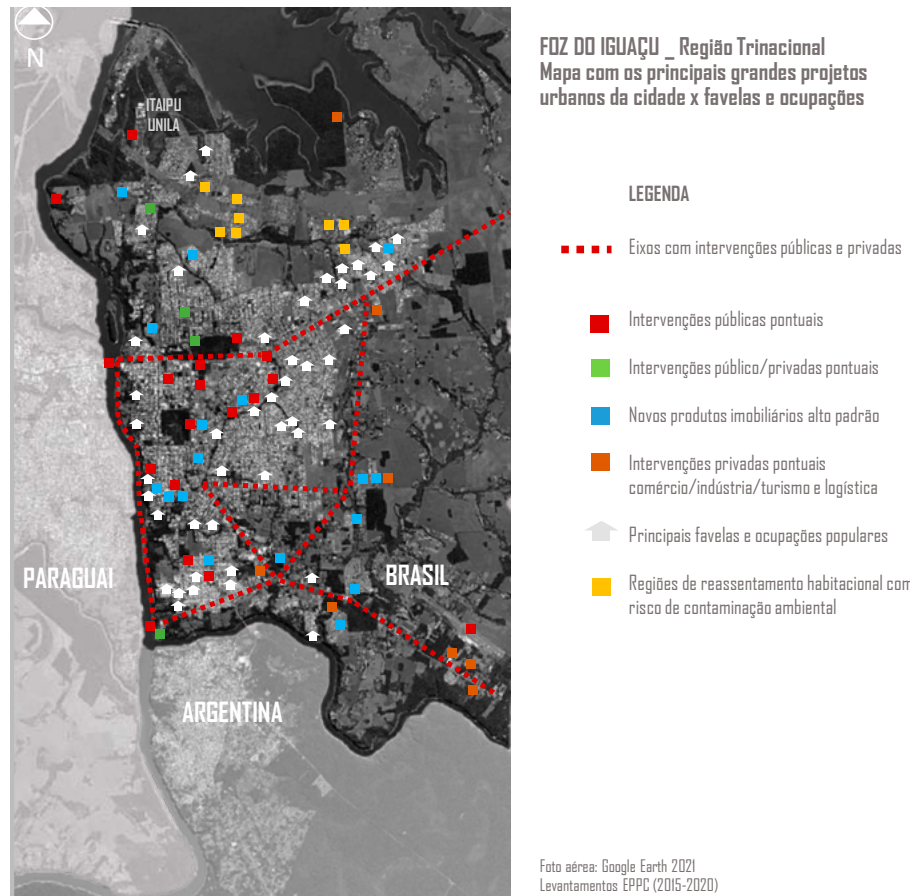 N
ITAIPU
UNILA
PARAGUAI
BRASIL
ARGENTINA
FOZ DO IGUAÇU _ Região Trinacional
Mapa com os principais grandes projetos
urbanos da cidade x favelas e ocupações
LEGENDA
Eixos com intervenções públicas e privadas
Intervenções públicas pontuais
Intervenções público/privadas pontuais
Novos produtos imobiliários alto padrão
Intervenções privadas pontuais
comércio/indústria/turismo e logística
Principais favelas e ocupações populares
Regiões de reassentamento habitacional com
risco de contaminação ambiental
Foto aérea: Google Earth 2021
Levantamentos EPPC (2015-2020)